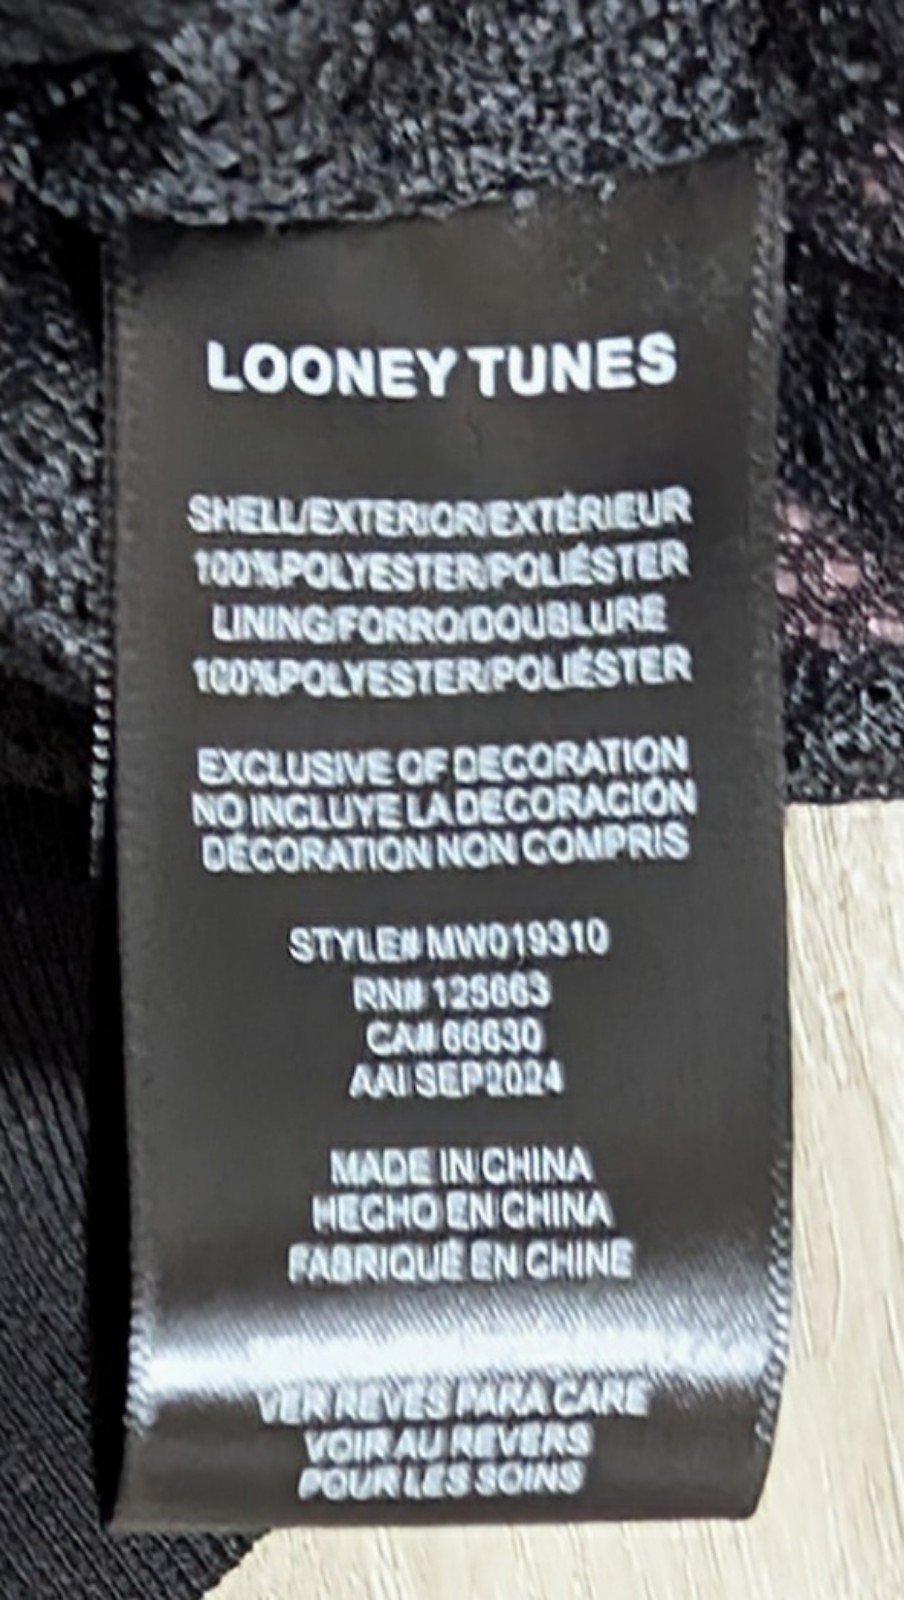 LOONEY TUNES
SHELL/EXTERIOR/EXTÉRIEUR
100%POLYESTER/POLIÉSTER
LINING/FORRO/DOUBLURE
100%POLYESTER/POLIÉSTER
EXCLUSIVE OF DECORATION
NO INCLUYE LA DECORACIÓN
DÉCORATION NON COMPRIS
STYLE# MW019310
RN# 125663
CA# 66630
AAI SEP2024
MADE IN CHINA
HECHO EN CHINA
FABRIQUÉ EN CHINE
VER REVES PARA CARE
VOIR AU REVERS
POUR LES SOINS